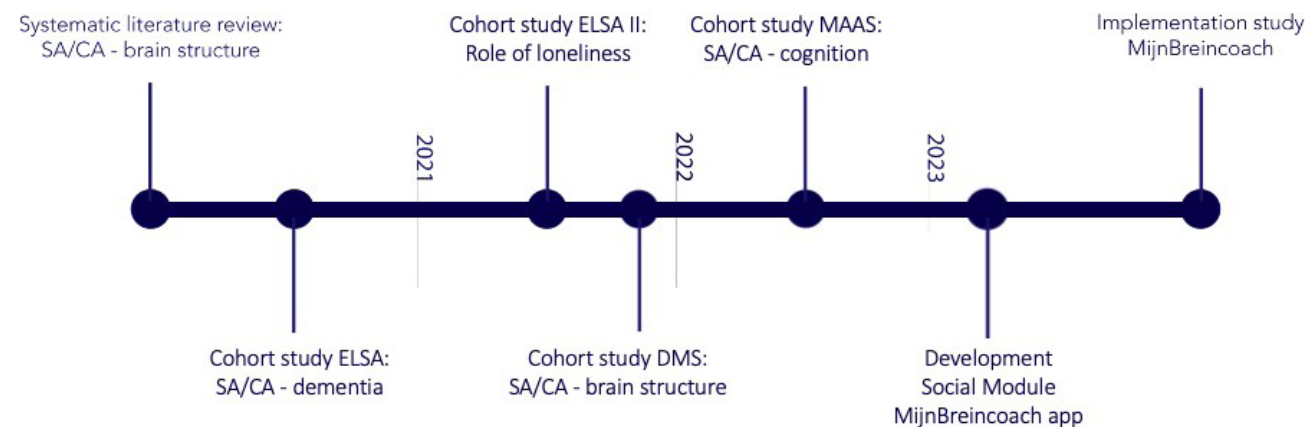 Systematic literature review:
SA/CA - brain structure
Cohort study ELSA II:
Role of loneliness
Cohort study MAAS:
SA/CA - cognition
Implementation study
MijnBreincoach
2021
2022
2023
Cohort study ELSA:
SA/CA - dementia
Cohort study DMS:
SA/CA - brain structure
Development
Social Module
MijnBreincoach app